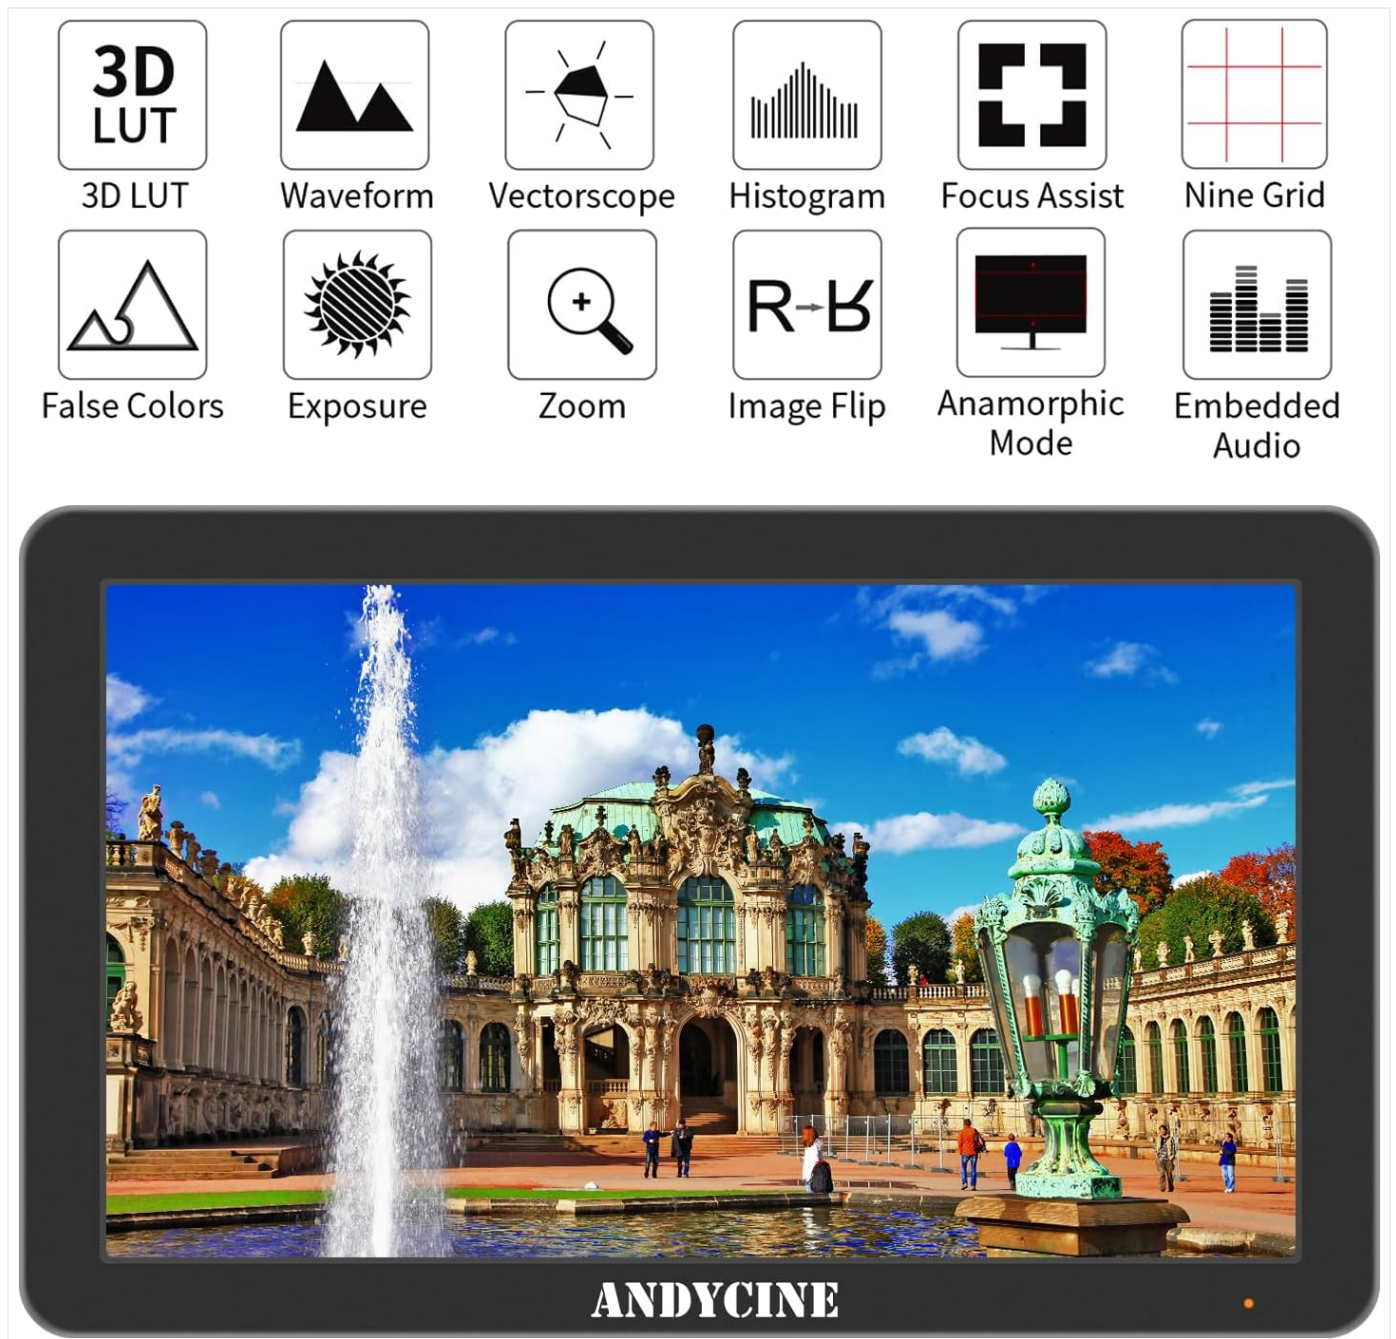 3D
LUT
3D LUT
Waveform
Vectorscope
Histogram
Focus Assist
Nine Grid
R→R
False Colors
Exposure
Zoom
Image Flip
Anamorphic
Mode
Embedded
Audio
ANDYCINE